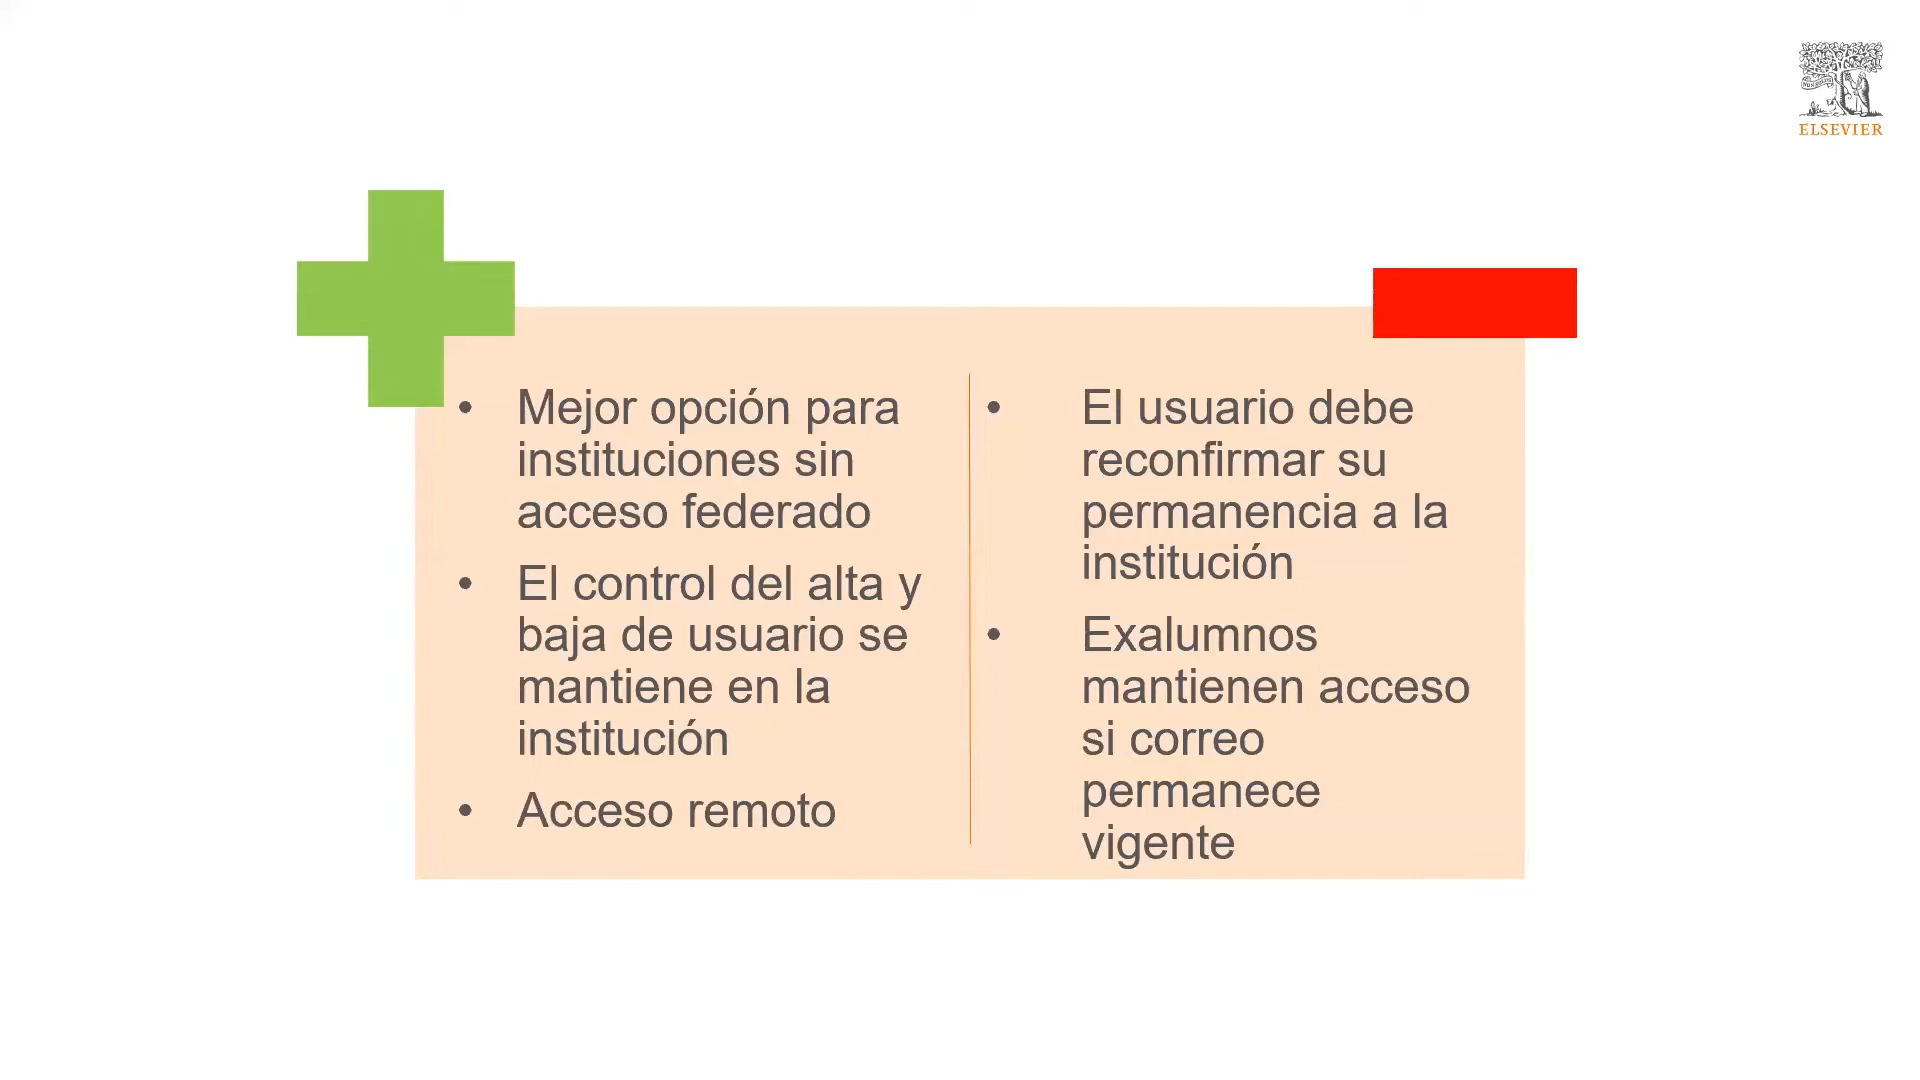 ELSEVIER
• Mejor opción para
instituciones sin
acceso federado
• El control del alta y
baja de usuario se
mantiene en la
institución
• Acceso remoto
• El usuario debe
reconfirmar su
permanencia a la
institución
• Exalumnos
mantienen acceso
si correo
permanece
vigente